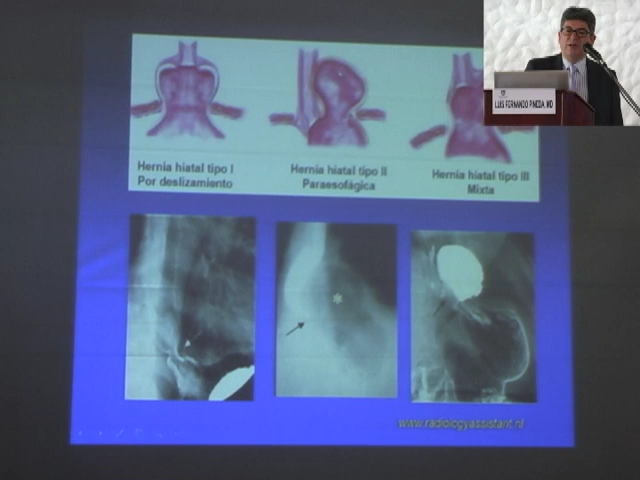 LUIS FERNANDO PINEDA, MD
Hernia hiatal tipo I
Por deslizamiento
Hernia hiatal tipo II
Paraesofágica
Hernia hiatal tipo III
Mixta
www.radiologyassistant.nl